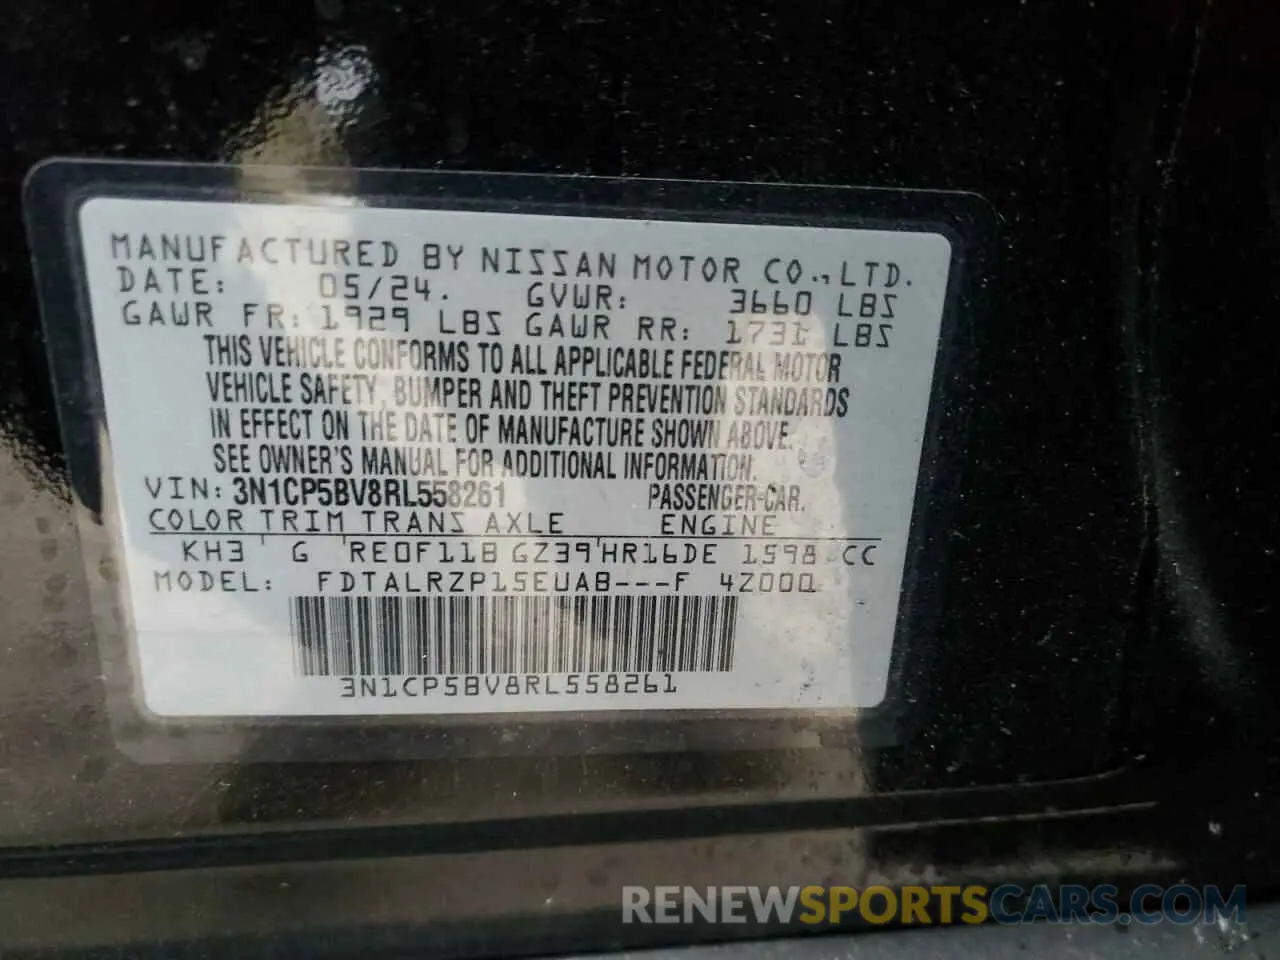 MANUFACTURED BY NISSAN MOTOR CO., LTD.
DATE: 05/24. GVWR: 3660 LBS
GAWR FR: 1929 LBS GAWR RR: 1731 LBS
THIS VEHICLE CONFORMS TO ALL APPLICABLE FEDERAL MOTOR
VEHICLE SAFETY, BUMPER AND THEFT PREVENTION STANDARDS
IN EFFECT ON THE DATE OF MANUFACTURE SHOWN ABOVE.
SEE OWNER'S MANUAL FOR ADDITIONAL INFORMATION.
VIN: 3N1CP5BV8RL558261 PASSENGER-CAR.
COLOR TRIM TRANS AXLE ENGINE
KH3 G RE0F11B GZ39 HR16DE 1598 CC
MODEL: FDTALRZP15EUAB---F 4Z000
3N1CP5BV8RL558261
RENEWSPORTSCARS.COM